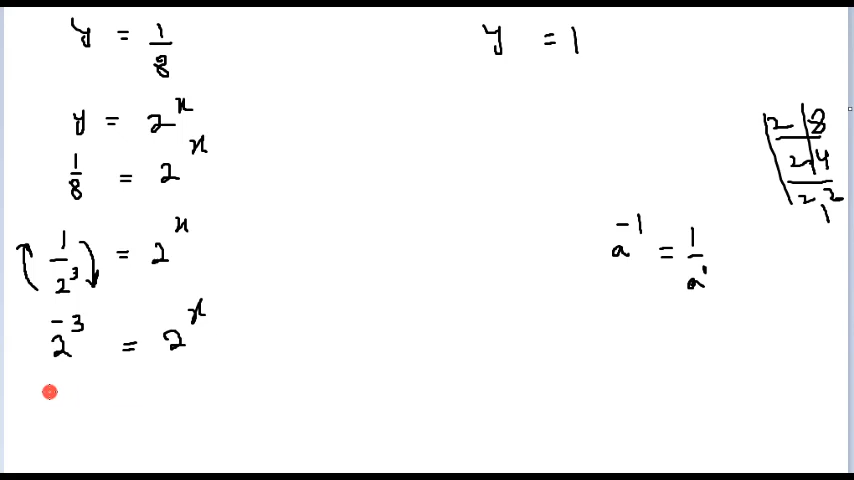 y = 1/8
y = 2^x
1/8 = 2^x
1/2^3 = 2^x
2^-3 = 2^x
y = 1
a^-1 = 1/a^1
2 | 8
2 | 4
2 | 2
1